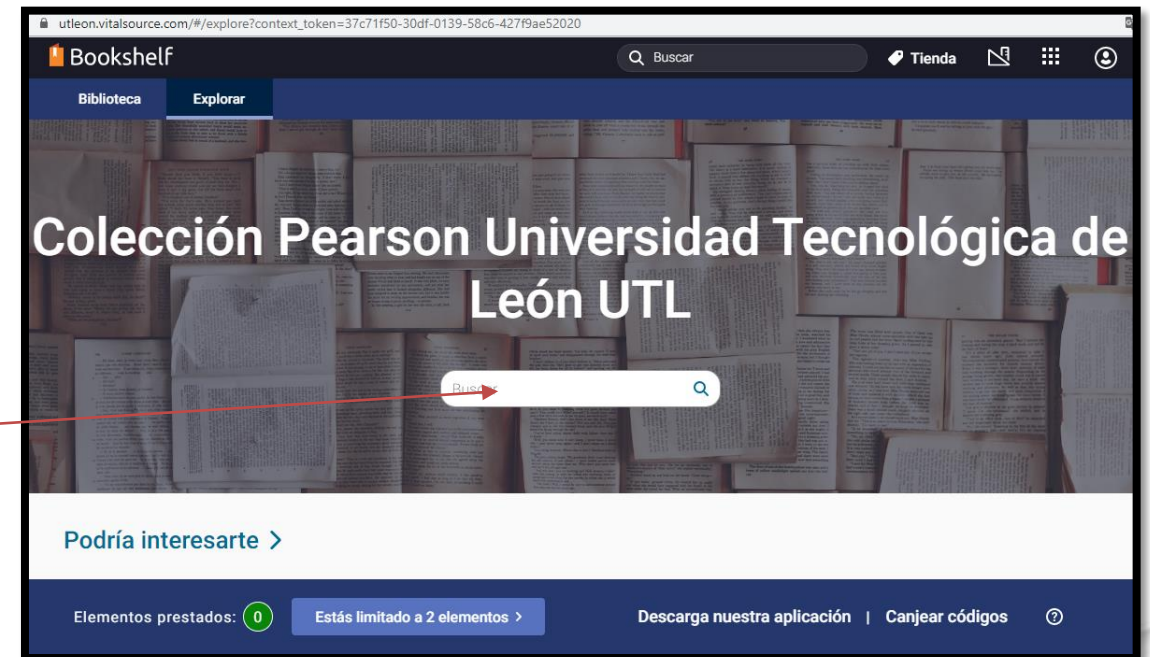 utleon.vitalsource.com/#/explore?context_token=37c71f50-30df-0139-58c6-427f9ae52020
Bookshelf
Buscar
Tienda
Biblioteca
Explorar
Colección Pearson Universidad Tecnológica de
León UTL
Buscar
Podría interesarte >
Elementos prestados: 0
Estás limitado a 2 elementos >
Descarga nuestra aplicación | Canjear códigos
?